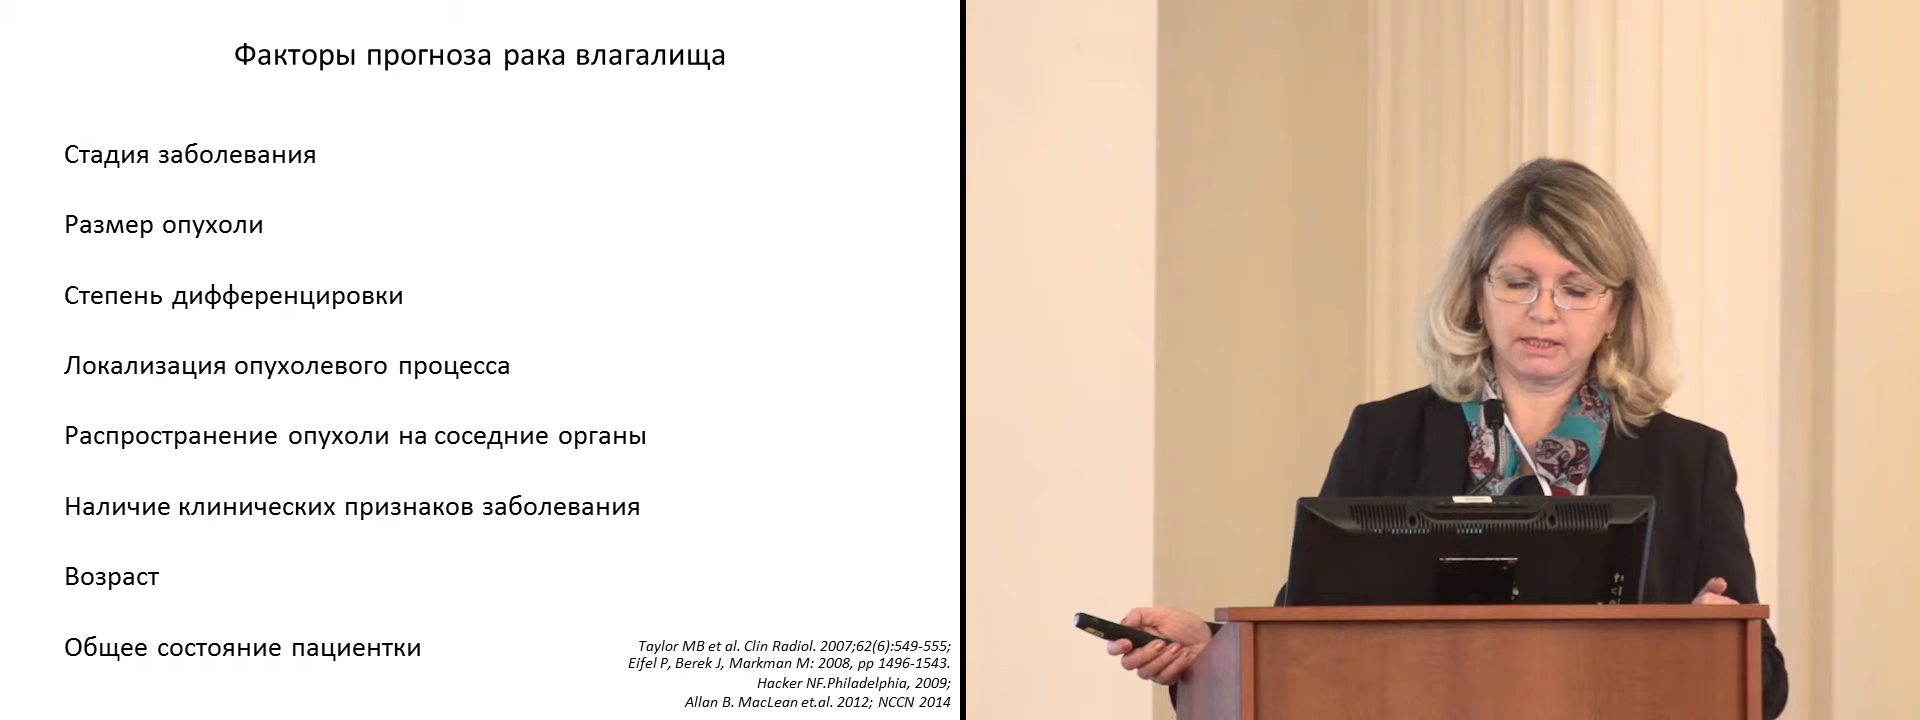 Факторы прогноза рака влагалища
Стадия заболевания
Размер опухоли
Степень дифференцировки
Локализация опухолевого процесса
Распространение опухоли на соседние органы
Наличие клинических признаков заболевания
Возраст
Общее состояние пациентки
Taylor MB et al. Clin Radiol. 2007;62(6):549-555;
Eifel P, Berek J, Markman M: 2008, pp 1496-1543.
Hacker NF.Philadelphia, 2009;
Allan B. MacLean et.al. 2012; NCCN 2014